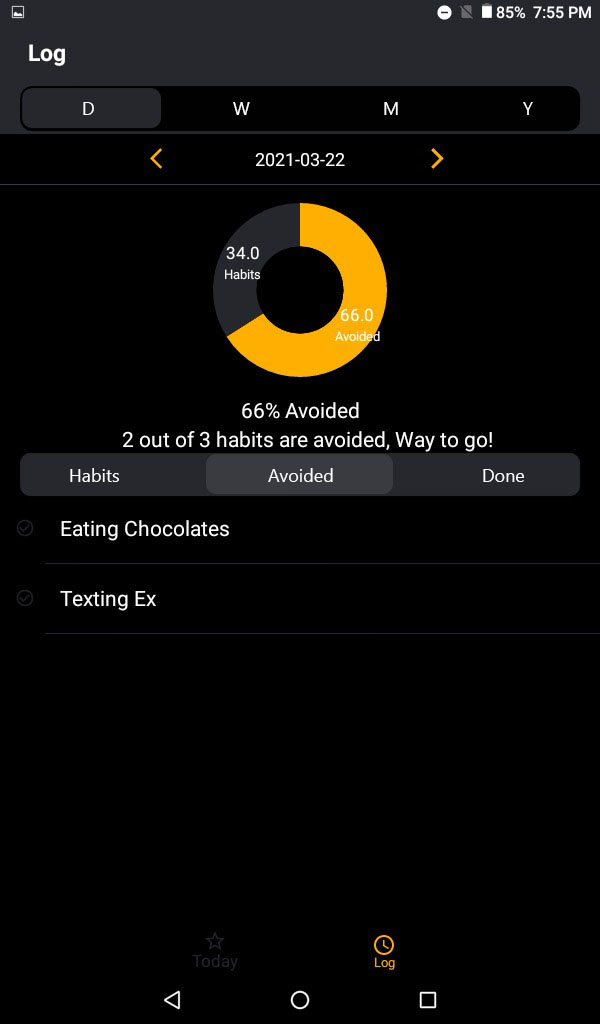 85% 7:55 PM
Log
D W M Y
2021-03-22
34.0
Habits
66.0
Avoided
66% Avoided
2 out of 3 habits are avoided, Way to go!
Habits Avoided Done
Eating Chocolates
Texting Ex
Today Log